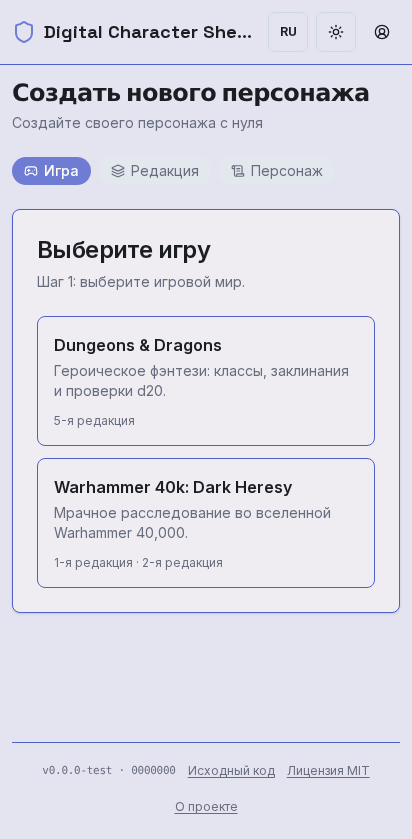 Digital Character She...
RU
Создать нового персонажа
Создайте своего персонажа с нуля
Игра
Редакция
Персонаж
Выберите игру
Шаг 1: выберите игровой мир.
Dungeons & Dragons
Героическое фэнтези: классы, заклинания
и проверки d20.
5-я редакция
Warhammer 40k: Dark Heresy
Мрачное расследование во вселенной
Warhammer 40,000.
1-я редакция · 2-я редакция
v0.0.0-test · 0000000 Исходный код Лицензия MIT
О проекте